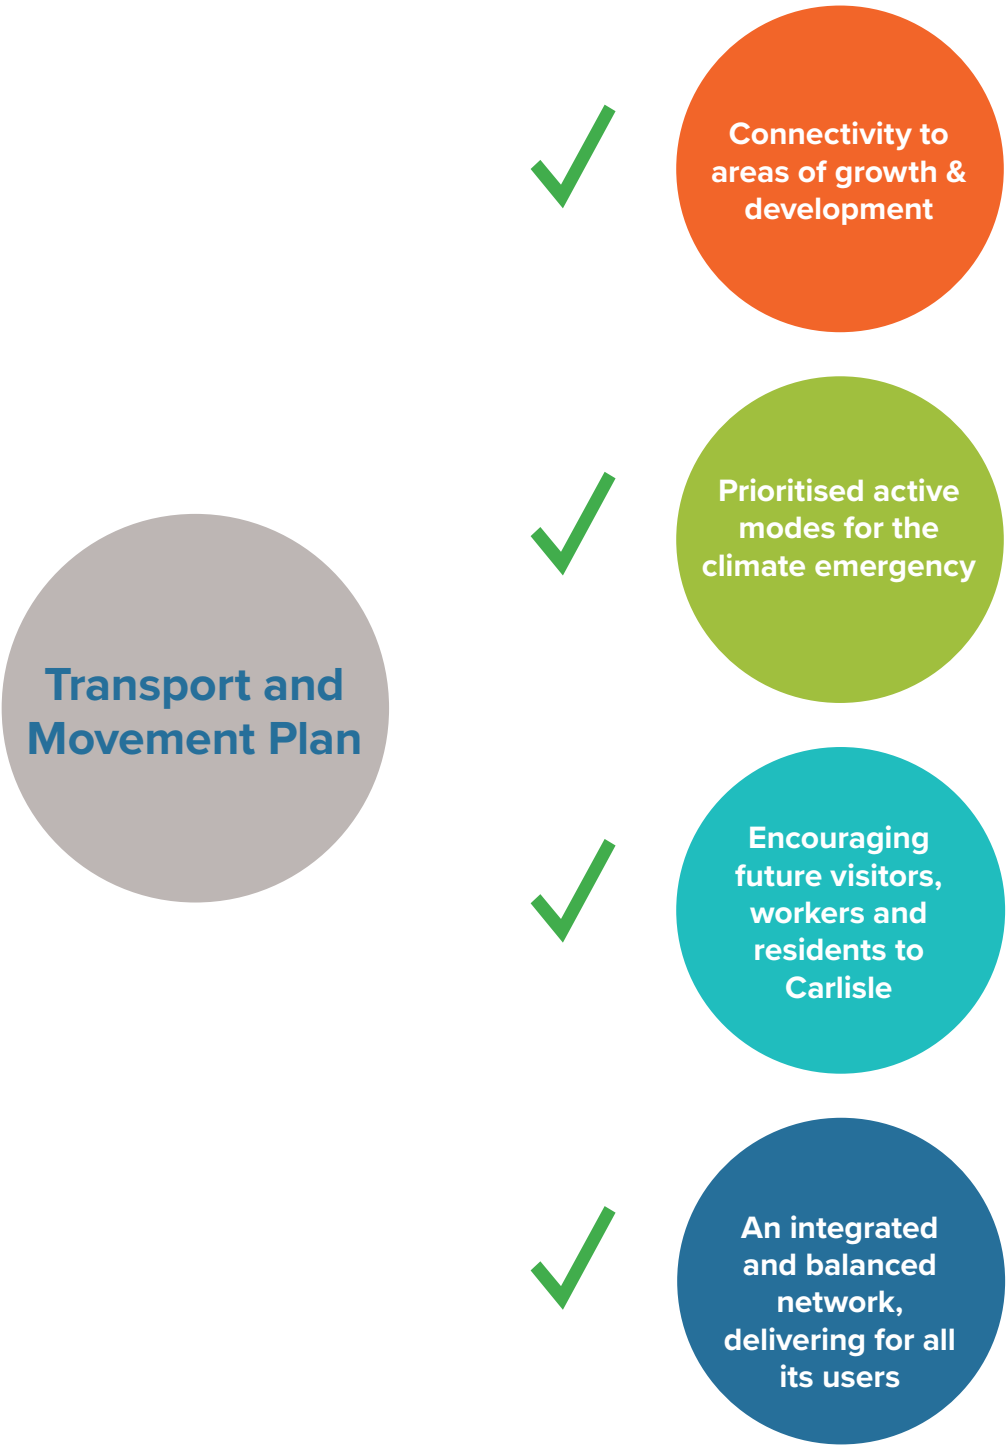 Transport and
Movement Plan
Connectivity to
areas of growth &
development
Prioritised active
modes for the
climate emergency
Encouraging
future visitors,
workers and
residents to
Carlisle
An integrated
and balanced
network,
delivering for all
its users